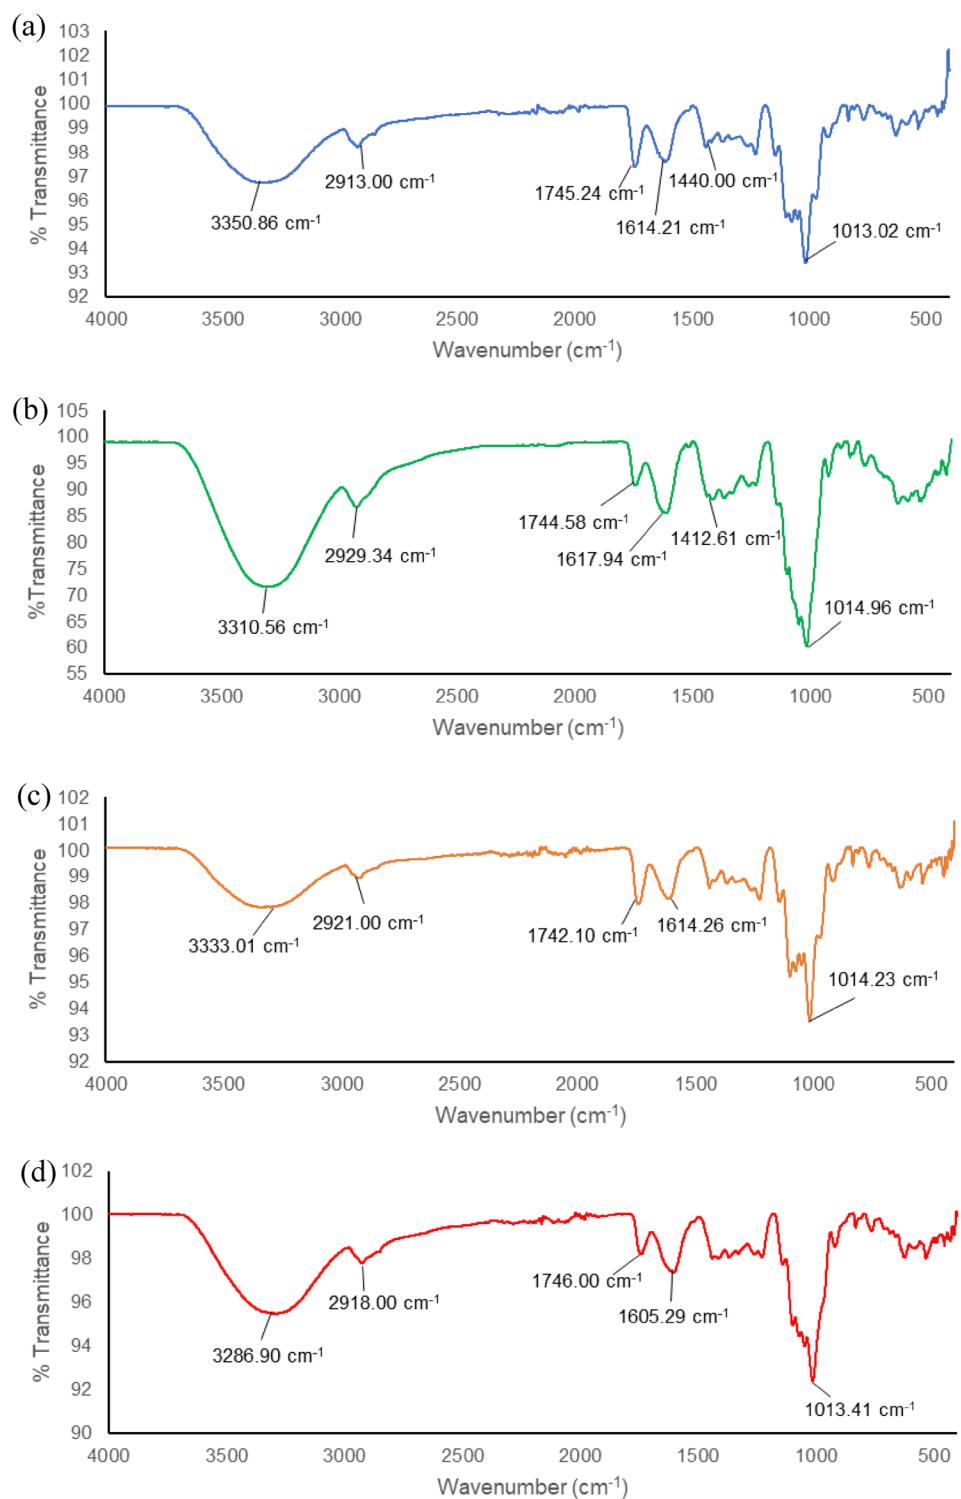 (a)
103
102
101
100
99
98
97
96
95
94
93
92
% Transmittance
2913.00 cm-1
3350.86 cm-1
1745.24 cm-1
1440.00 cm-1
1614.21 cm-1
1013.02 cm-1
4000 3500 3000 2500 2000 1500 1000 500
Wavenumber (cm-1)
(b)
105
100
95
90
85
80
75
70
65
60
55
%Transmittance
2929.34 cm-1
3310.56 cm-1
1744.58 cm-1
1412.61 cm-1
1617.94 cm-1
1014.96 cm-1
4000 3500 3000 2500 2000 1500 1000 500
Wavenumber (cm-1)
(c)
102
101
100
99
98
97
96
95
94
93
92
% Transmittance
2921.00 cm-1
3333.01 cm-1
1742.10 cm-1
1614.26 cm-1
1014.23 cm-1
4000 3500 3000 2500 2000 1500 1000 500
Wavenumber (cm-1)
(d)
102
100
98
96
94
92
90
% Transmittance
2918.00 cm-1
3286.90 cm-1
1746.00 cm-1
1605.29 cm-1
1013.41 cm-1
4000 3500 3000 2500 2000 1500 1000 500
Wavenumber (cm-1)